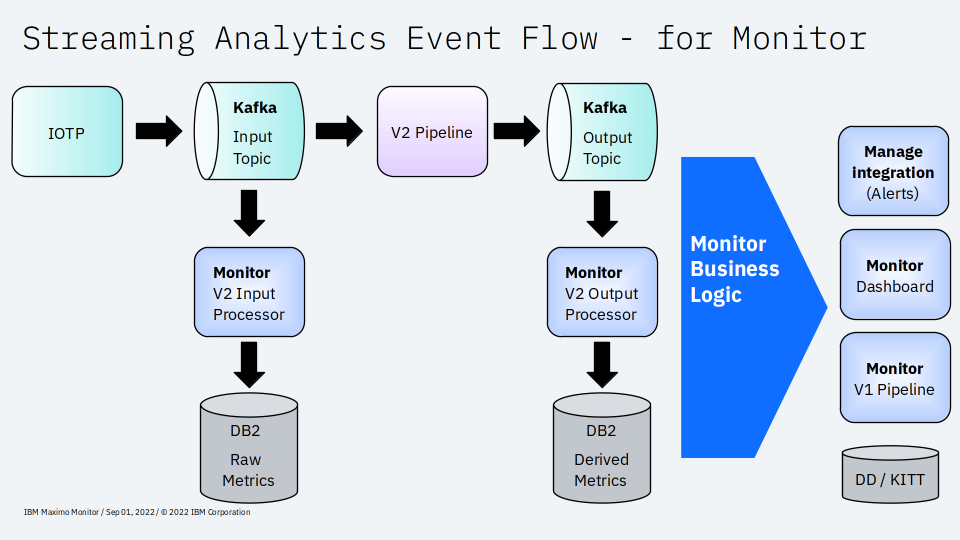 Streaming Analytics Event Flow - for Monitor
IOTP
Kafka
Input
Topic
V2 Pipeline
Kafka
Output
Topic
Monitor
V2 Input
Processor
Monitor
V2 Output
Processor
DB2
Raw
Metrics
DB2
Derived
Metrics
Monitor
Business
Logic
Manage
integration
(Alerts)
Monitor
Dashboard
Monitor
V1 Pipeline
DD / KITT
IBM Maximo Monitor / Sep 01, 2022 / © 2022 IBM Corporation